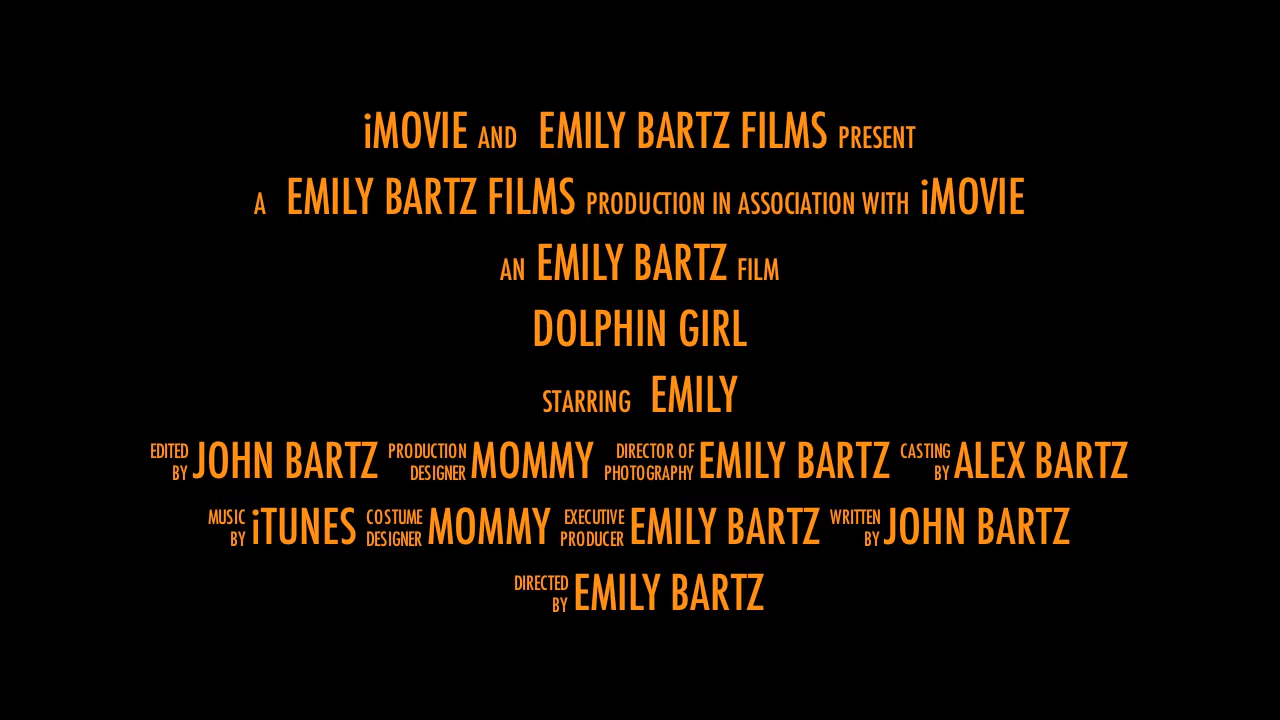 iMOVIE AND EMILY BARTZ FILMS PRESENT
A EMILY BARTZ FILMS PRODUCTION IN ASSOCIATION WITH iMOVIE
AN EMILY BARTZ FILM
DOLPHIN GIRL
STARRING EMILY
EDITED BY JOHN BARTZ PRODUCTION DESIGNER MOMMY DIRECTOR OF PHOTOGRAPHY EMILY BARTZ CASTING BY ALEX BARTZ
MUSIC BY iTUNES COSTUME DESIGNER MOMMY EXECUTIVE PRODUCER EMILY BARTZ WRITTEN BY JOHN BARTZ
DIRECTED BY EMILY BARTZ